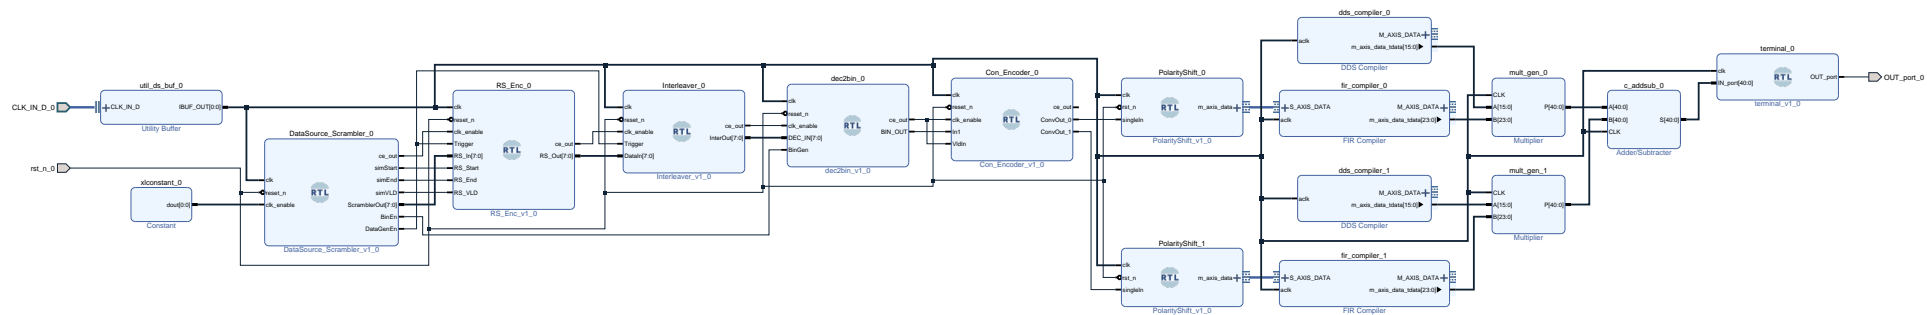 CLK_IN_D_0
util_ds_buf_0
CLK_IN_D
IBUF_OUT[0:0]
Utility Buffer
rst_n_0
xlconstant_0
dout[0:0]
Constant
DataSource_Scrambler_0
clk
reset_n
clk_enable
RTL
ce_out
simStart
simEnd
simVLD
ScramblerOut[7:0]
BinEn
DataGenEn
DataSource_Scrambler_v1_0
RS_Enc_0
clk
reset_n
clk_enable
Trigger
RS_In[7:0]
RS_Start
RS_End
RS_VLD
RTL
ce_out
RS_Out[7:0]
RS_Enc_v1_0
Interleaver_0
clk
reset_n
clk_enable
Trigger
DataIn[7:0]
RTL
ce_out
InterOut[7:0]
Interleaver_v1_0
dec2bin_0
clk
reset_n
clk_enable
DEC_IN[7:0]
BinGen
RTL
ce_out
BIN_OUT
dec2bin_v1_0
Con_Encoder_0
clk
reset_n
clk_enable
In1
VldIn
RTL
ce_out
ConvOut_0
ConvOut_1
Con_Encoder_v1_0
PolarityShift_0
clk
rst_n
singleIn
RTL
m_axis_data
PolarityShift_v1_0
PolarityShift_1
clk
rst_n
singleIn
RTL
m_axis_data
PolarityShift_v1_0
dds_compiler_0
aclk
M_AXIS_DATA
m_axis_data_tdata[15:0]
DDS Compiler
fir_compiler_0
S_AXIS_DATA
aclk
M_AXIS_DATA
m_axis_data_tdata[23:0]
FIR Compiler
dds_compiler_1
aclk
M_AXIS_DATA
m_axis_data_tdata[15:0]
DDS Compiler
fir_compiler_1
S_AXIS_DATA
aclk
M_AXIS_DATA
m_axis_data_tdata[23:0]
FIR Compiler
mult_gen_0
CLK
A[15:0]
B[23:0]
P[40:0]
Multiplier
mult_gen_1
CLK
A[15:0]
B[23:0]
P[40:0]
Multiplier
c_addsub_0
A[40:0]
B[40:0]
CLK
S[40:0]
Adder/Subtracter
terminal_0
clk
IN_port[40:0]
RTL
OUT_port
terminal_v1_0
OUT_port_0